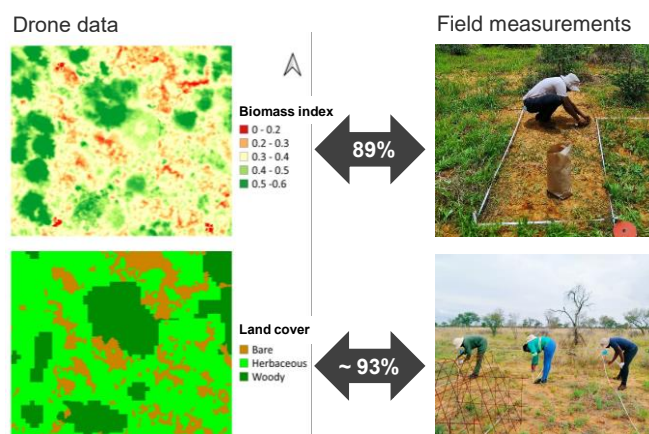 Drone data
Field measurements
Biomass index
0 - 0.2
0.2 - 0.3
0.3 - 0.4
0.4 - 0.5
0.5 -0.6
89%
Land cover
Bare
Herbaceous
Woody
~ 93%